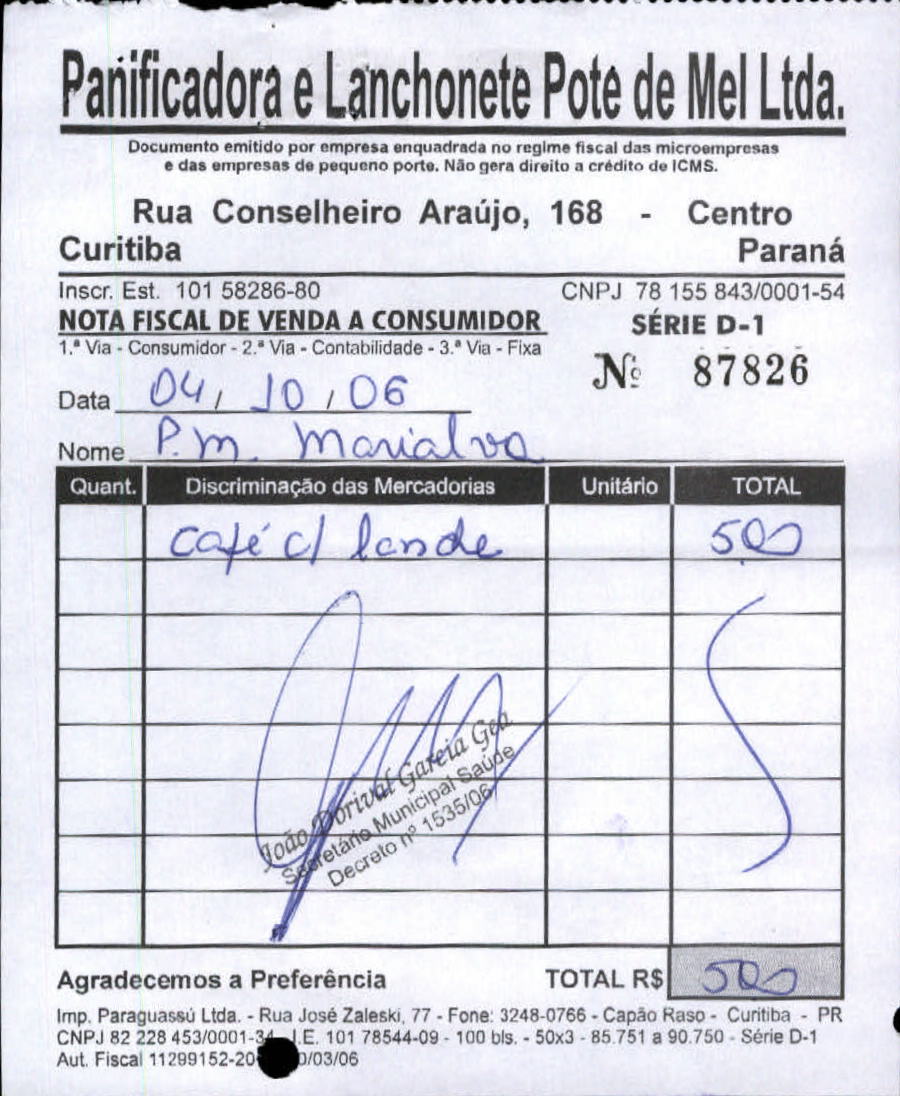 Panificadora e Lanchonete Pote de Mel Ltda.
Documento emitido por empresa enquadrada no regime fiscal das microempresas
e das empresas de pequeno porte. Não gera direito a crédito de ICMS.
Rua Conselheiro Araújo, 168 - Centro
Curitiba Paraná
Inscr. Est. 101 58286-80 CNPJ 78 155 843/0001-54
NOTA FISCAL DE VENDA A CONSUMIDOR SÉRIE D-1
1.ª Via - Consumidor - 2.ª Via - Contabilidade - 3.ª Via - Fixa
Nº 87826
Data 04 / 10 / 06
Nome P.M. Marialva
Quant. Discriminação das Mercadorias Unitário TOTAL
Café c/ 500
João Dorival Garcia Gea
Secretário Municipal Saúde
Decreto nº 1535/06
Agradecemos a Preferência TOTAL R$ 500
Imp. Paraguassú Ltda. - Rua José Zaleski, 77 - Fone: 3248-0766 - Capão Raso - Curitiba - PR
CNPJ 82 228 453/0001-34 I.E. 101 78544-09 - 100 bls. - 50x3 - 85.751 a 90.750 - Série D-1
Aut. Fiscal 11299152-20 0/03/06